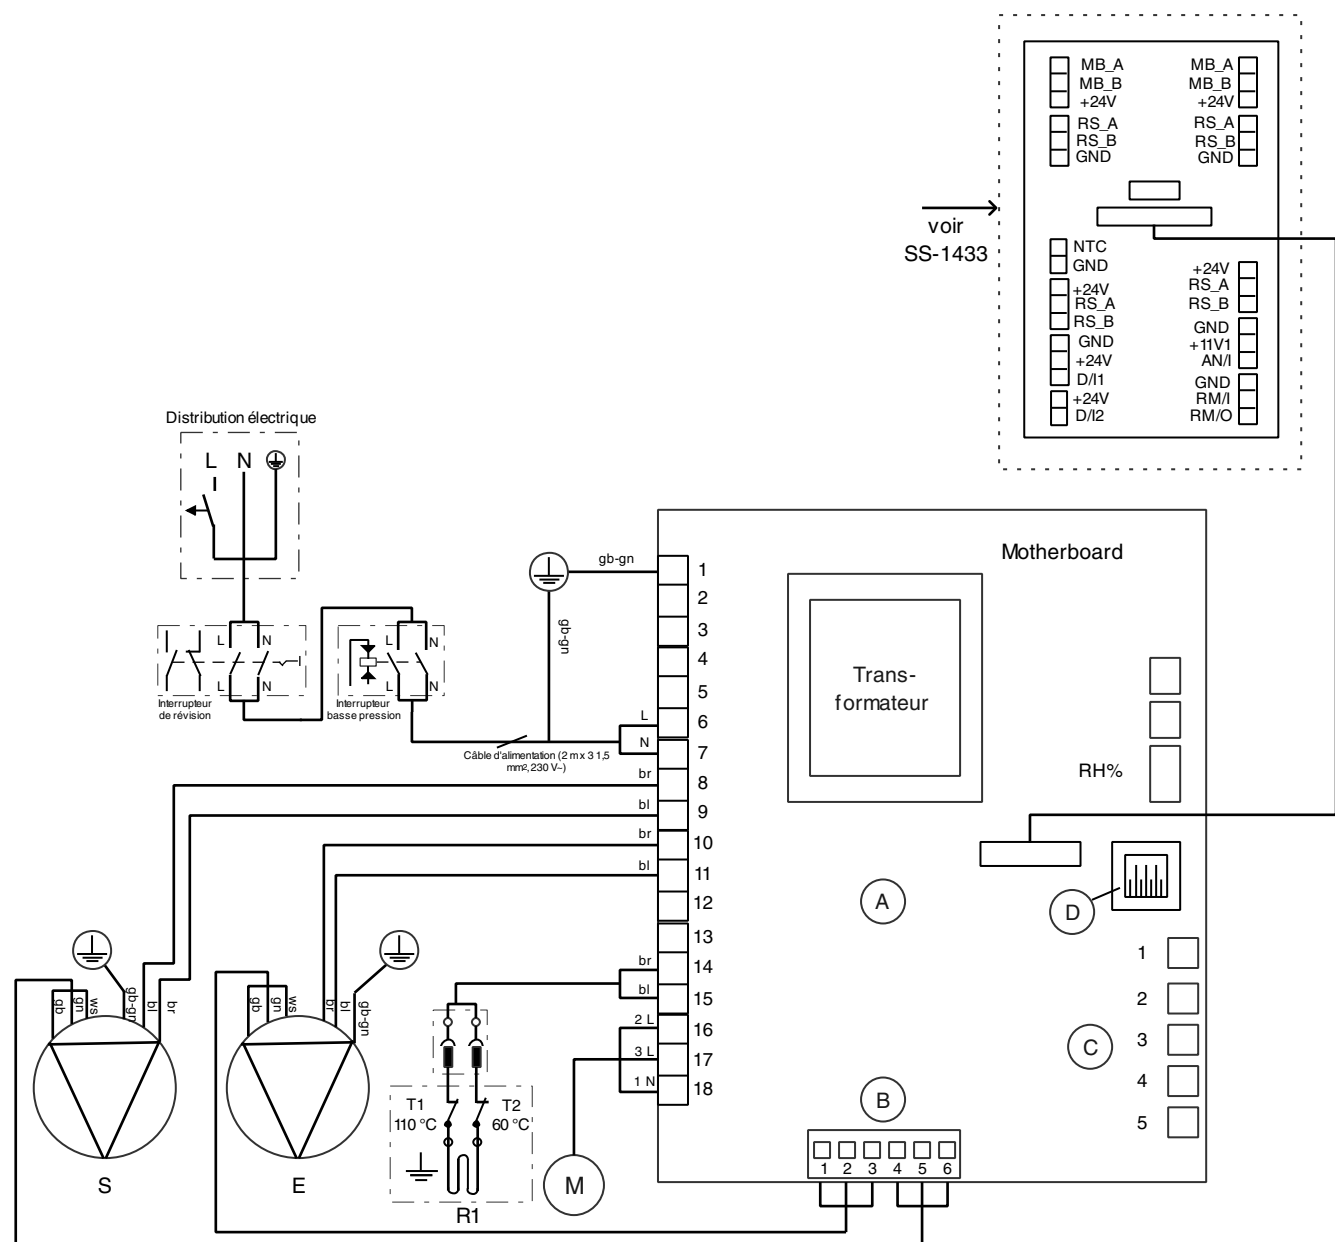 MB_A
MB_B
+24V
RS_A
RS_B
GND
MB_A
MB_B
+24V
RS_A
RS_B
GND
voir
SS-1433
NTC
GND
+24V
RS_A
RS_B
GND
+24V
D/I1
+24V
D/I2
+24V
RS_A
RS_B
GND
+11V1
AN/I
GND
RM/I
RM/O
Distribution électrique
L N
L N
L N
Interrupteur
de révision
L N
L N
Interrupteur
basse pression
gb-gn
gb-gn
L
N
Câble d'alimentation (2 m x 3 1,5
mm², 230 V~)
br
bl
br
bl
br
bl
2 L
3 L
1 N
1
2
3
4
5
6
7
8
9
10
11
12
13
14
15
16
17
18
Motherboard
Trans-
formateur
RH%
A
D
C
B
1
2
3
4
5
1 2 3 4 5 6
gb
gn
ws
gb-gn
bl
br
S
gb
gn
ws
br
bl
gb-gn
E
T1
110 °C
T2
60 °C
R1
M